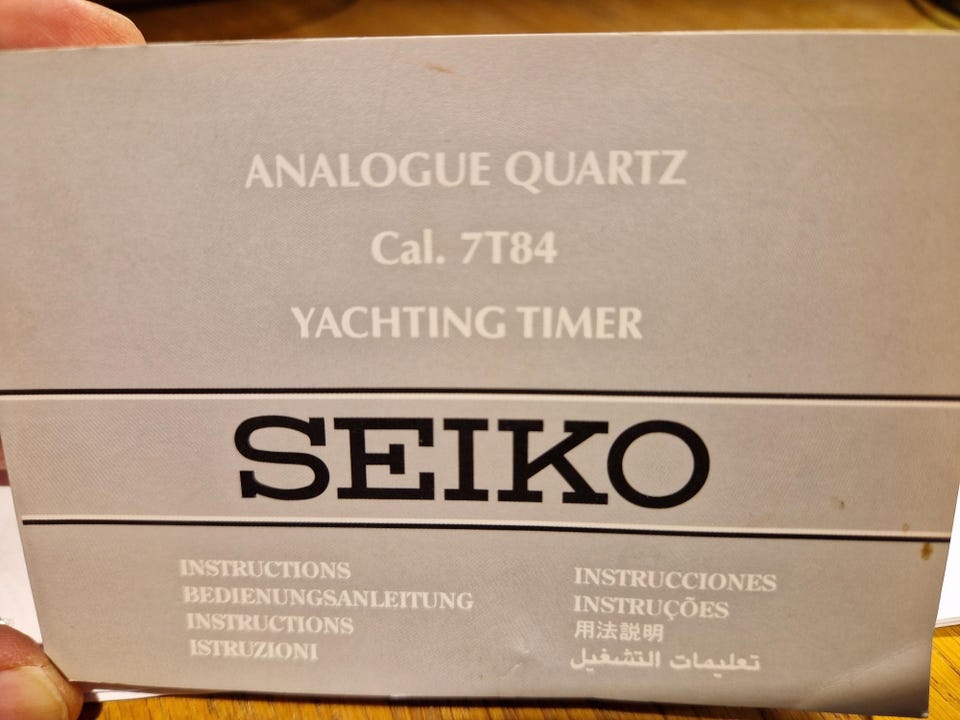 ANALOGUE QUARTZ
Cal. 7T84
YACHTING TIMER
SEIKO
INSTRUCTIONS
BEDIENUNGSANLEITUNG
INSTRUCTIONS
ISTRUZIONI
INSTRUCCIONES
INSTRUÇÕES
用法説明
تعليمات التشغيل